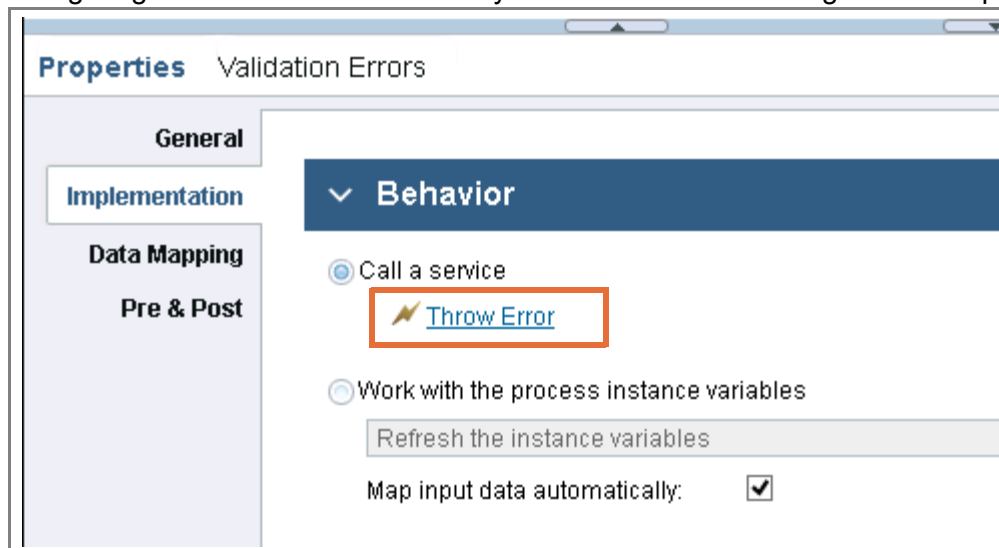 Properties Validation Errors
General
Implementation
Behavior
Data Mapping
Call a service
Pre & Post
Throw Error
Work with the process instance variables
Refresh the instance variables
Map input data automatically: